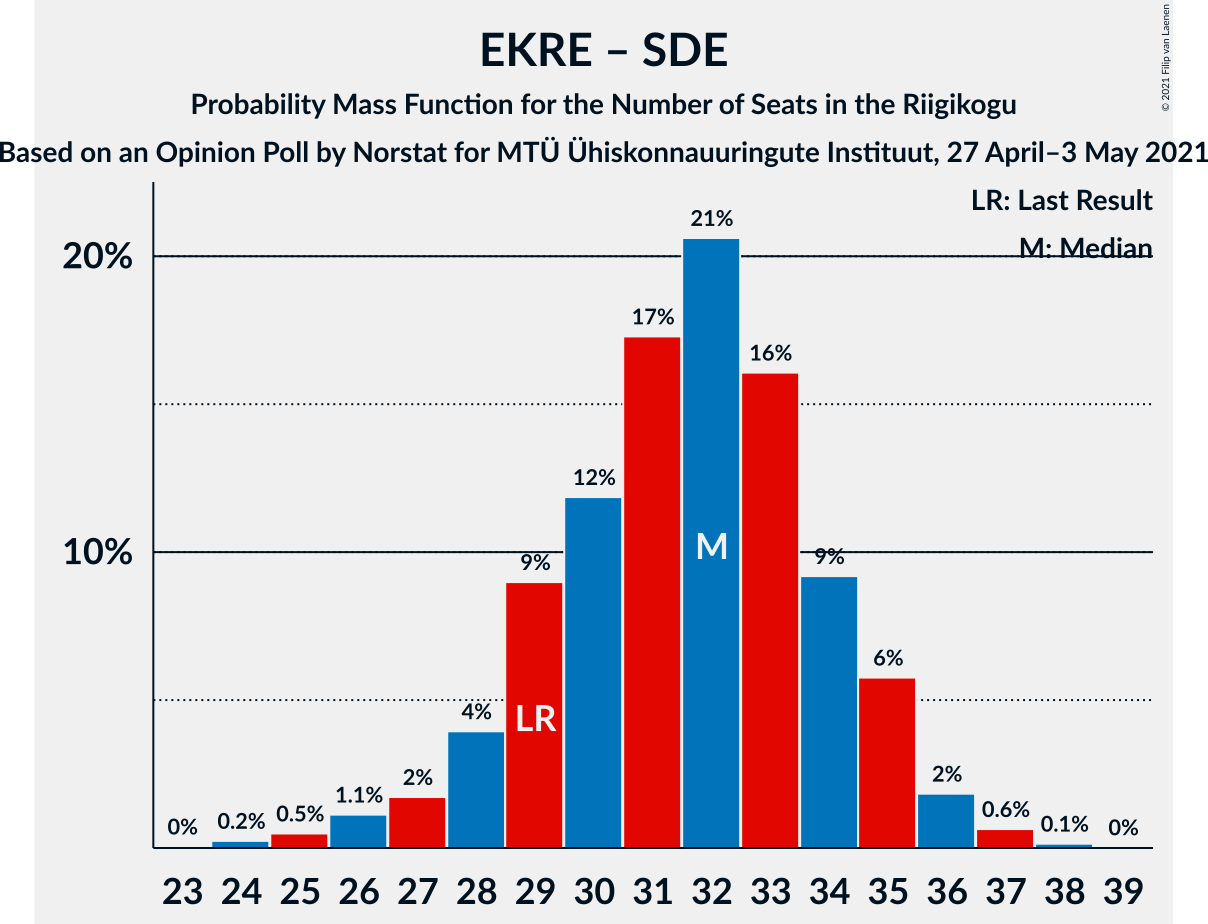 EKRE – SDE
Probability Mass Function for the Number of Seats in the Riigikogu
Based on an Opinion Poll by Norstat for MTÜ Ühiskonnauuringute Instituut, 27 April–3 May 2021
© 2021 Filip van Laenen
LR: Last Result
M: Median
20%
10%
0% 0.2% 0.5% 1.1% 2% 4% 9% 12% 17% 21% 16% 9% 6% 2% 0.6% 0.1% 0%
LR M
23 24 25 26 27 28 29 30 31 32 33 34 35 36 37 38 39